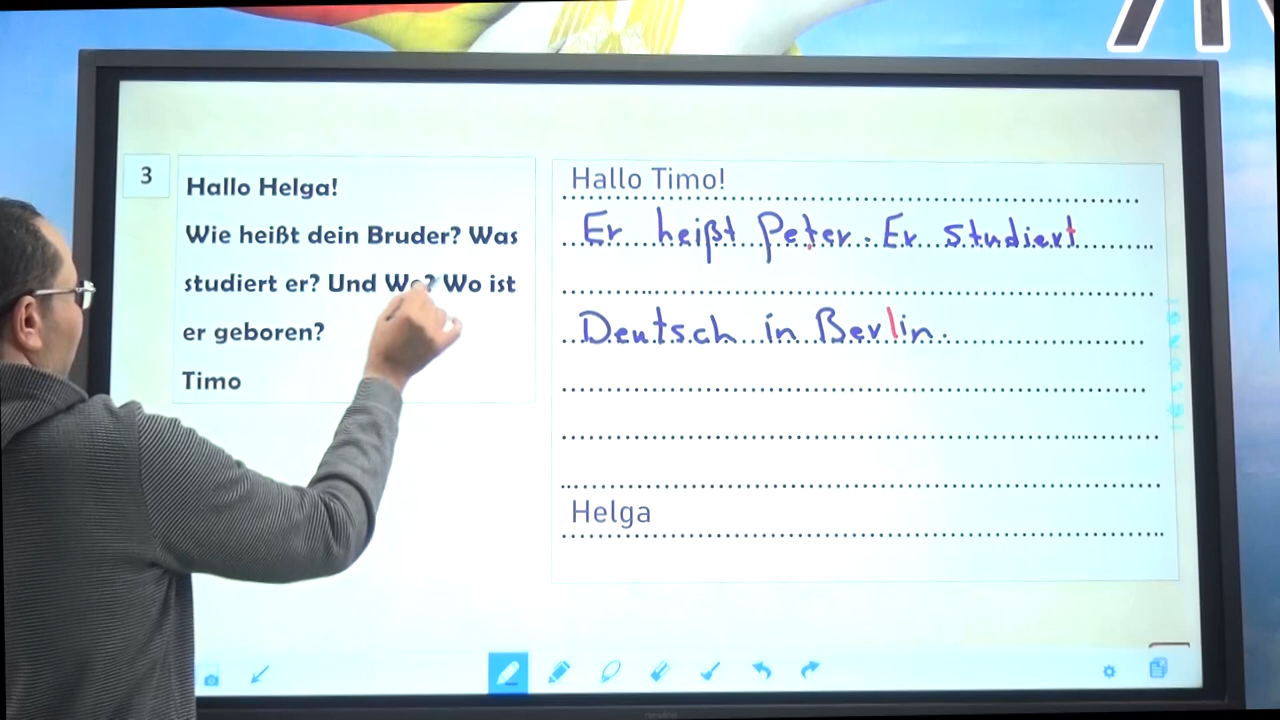 3
Hallo Helga!
Wie heißt dein Bruder? Was
studiert er? Und Wo? Wo ist
er geboren?
Timo
Hallo Timo!
Er heißt Peter. Er studiert
Deutsch in Berlin.
Helga